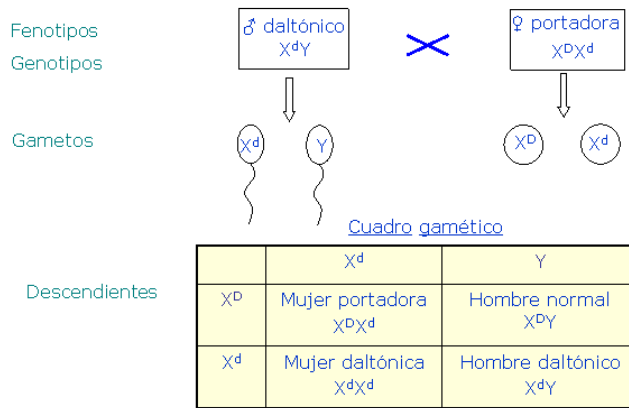 Fenotipos
♂ daltónico
♀ portadora
Genotipos
XᵈY
XᴰXᵈ
Gametos
Xᵈ
Y
Xᴰ
Xᵈ
Cuadro gamético
Descendientes
Xᵈ
Y
Xᴰ
Mujer portadora
XᴰXᵈ
Hombre normal
XᴰY
Xᵈ
Mujer daltónica
XᵈXᵈ
Hombre daltónico
XᵈY